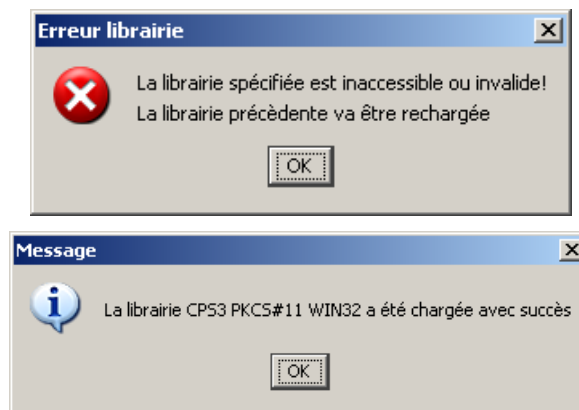 Erreur librairie
La librairie spécifiée est inaccessible ou invalide!
La librairie précèdente va être rechargée
OK
Message
La librairie CPS3 PKCS#11 WIN32 a été chargée avec succès
OK